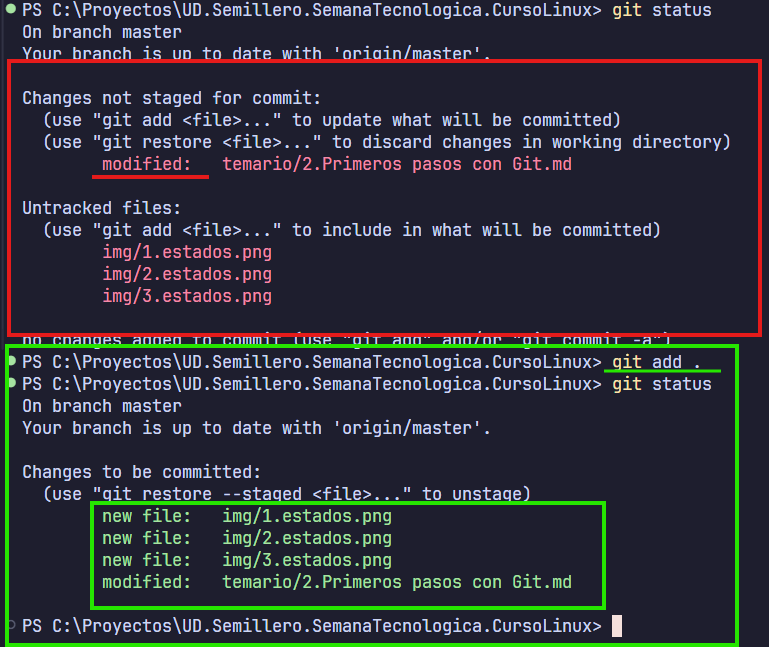 PS C:\Proyectos\UD.Semillero.SemanaTecnologica.CursoLinux> git status
On branch master
Your branch is up to date with 'origin/master'.
Changes not staged for commit:
(use "git add <file>..." to update what will be committed)
(use "git restore <file>..." to discard changes in working directory)
modified: temario/2.Primeros pasos con Git.md
Untracked files:
(use "git add <file>..." to include in what will be committed)
img/1.estados.png
img/2.estados.png
img/3.estados.png
no changes added to commit (use "git add" and/or "git commit -a")
PS C:\Proyectos\UD.Semillero.SemanaTecnologica.CursoLinux> git add .
PS C:\Proyectos\UD.Semillero.SemanaTecnologica.CursoLinux> git status
On branch master
Your branch is up to date with 'origin/master'.
Changes to be committed:
(use "git restore --staged <file>..." to unstage)
new file: img/1.estados.png
new file: img/2.estados.png
new file: img/3.estados.png
modified: temario/2.Primeros pasos con Git.md
PS C:\Proyectos\UD.Semillero.SemanaTecnologica.CursoLinux>